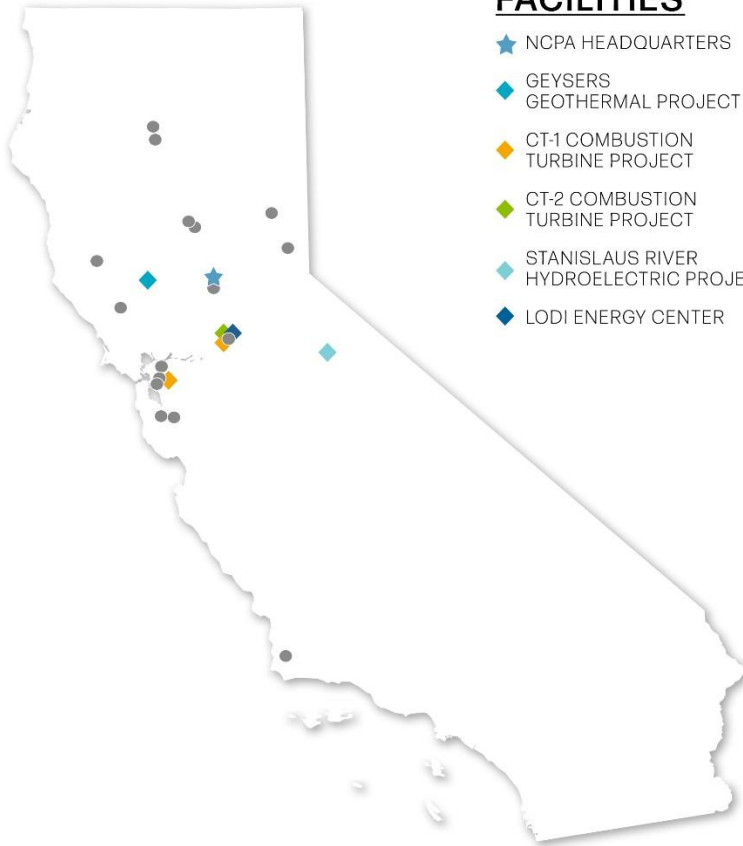 FACILITIES
NCPA HEADQUARTERS
GEYSERS
GEOTHERMAL PROJECT
CT-1 COMBUSTION
TURBINE PROJECT
CT-2 COMBUSTION
TURBINE PROJECT
STANISLAUS RIVER
HYDROELECTRIC PROJE
LODI ENERGY CENTER